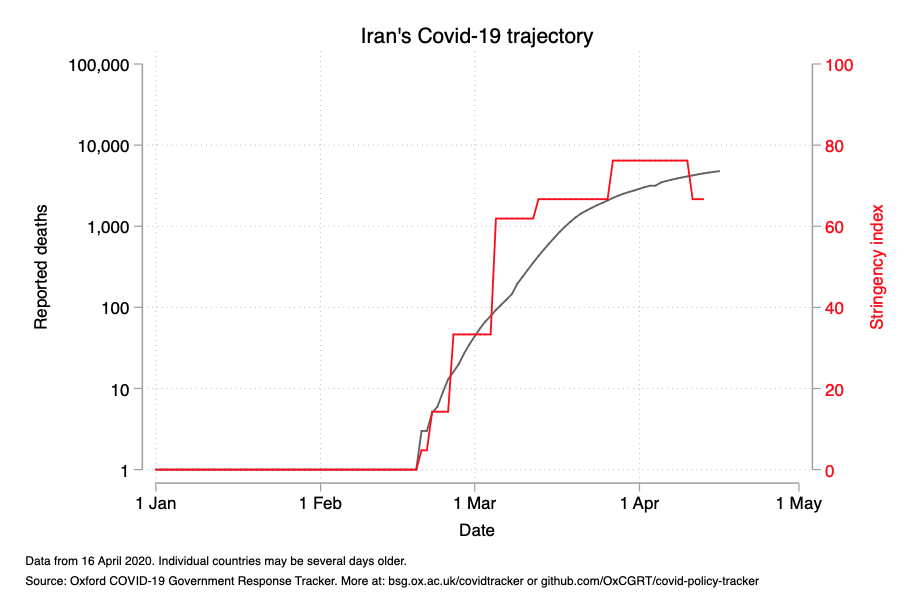 Iran's Covid-19 trajectory
100,000
10,000
1,000
100
10
1
Reported deaths
100
80
60
40
20
0
Stringency index
1 Jan 1 Feb 1 Mar 1 Apr 1 May
Date
Data from 16 April 2020. Individual countries may be several days older.
Source: Oxford COVID-19 Government Response Tracker. More at: bsg.ox.ac.uk/covidtracker or github.com/OxCGRT/covid-policy-tracker